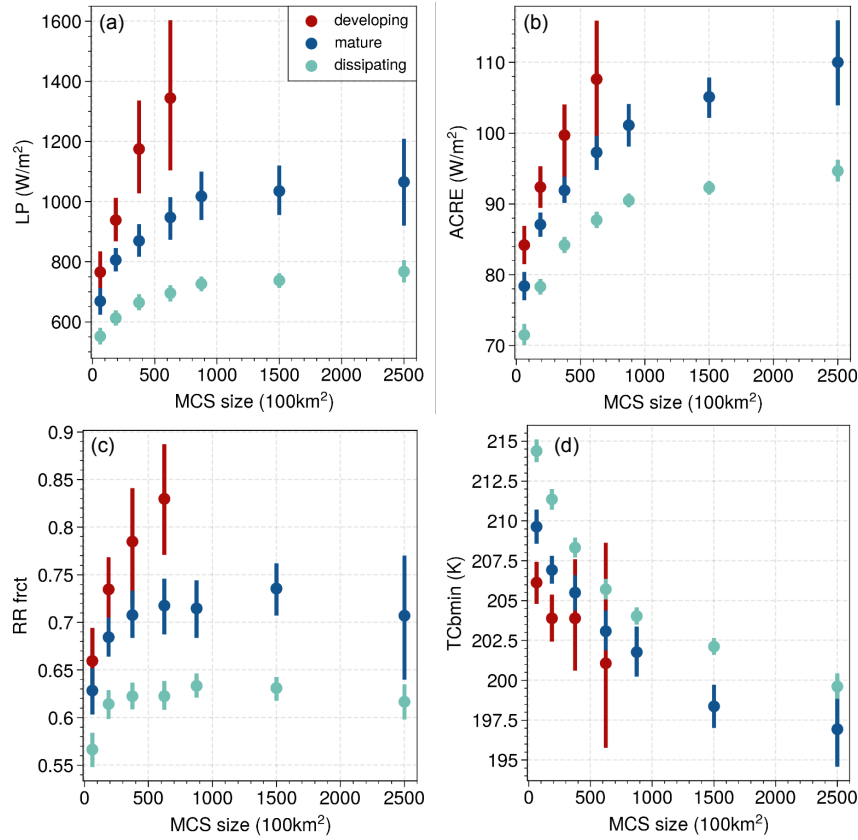 (a)
developing
mature
dissipating
1600
1400
1200
1000
800
600
LP (W/m²)
0 500 1000 1500 2000 2500
MCS size (100km²)
(b)
110
100
90
80
70
ACRE (W/m²)
0 500 1000 1500 2000 2500
MCS size (100km²)
(c)
0.9
0.85
0.8
0.75
0.7
0.65
0.6
0.55
RR frct
0 500 1000 1500 2000 2500
MCS size (100km²)
(d)
215
212.5
210
207.5
205
202.5
200
197.5
195
TCbmin (K)
0 500 1000 1500 2000 2500
MCS size (100km²)